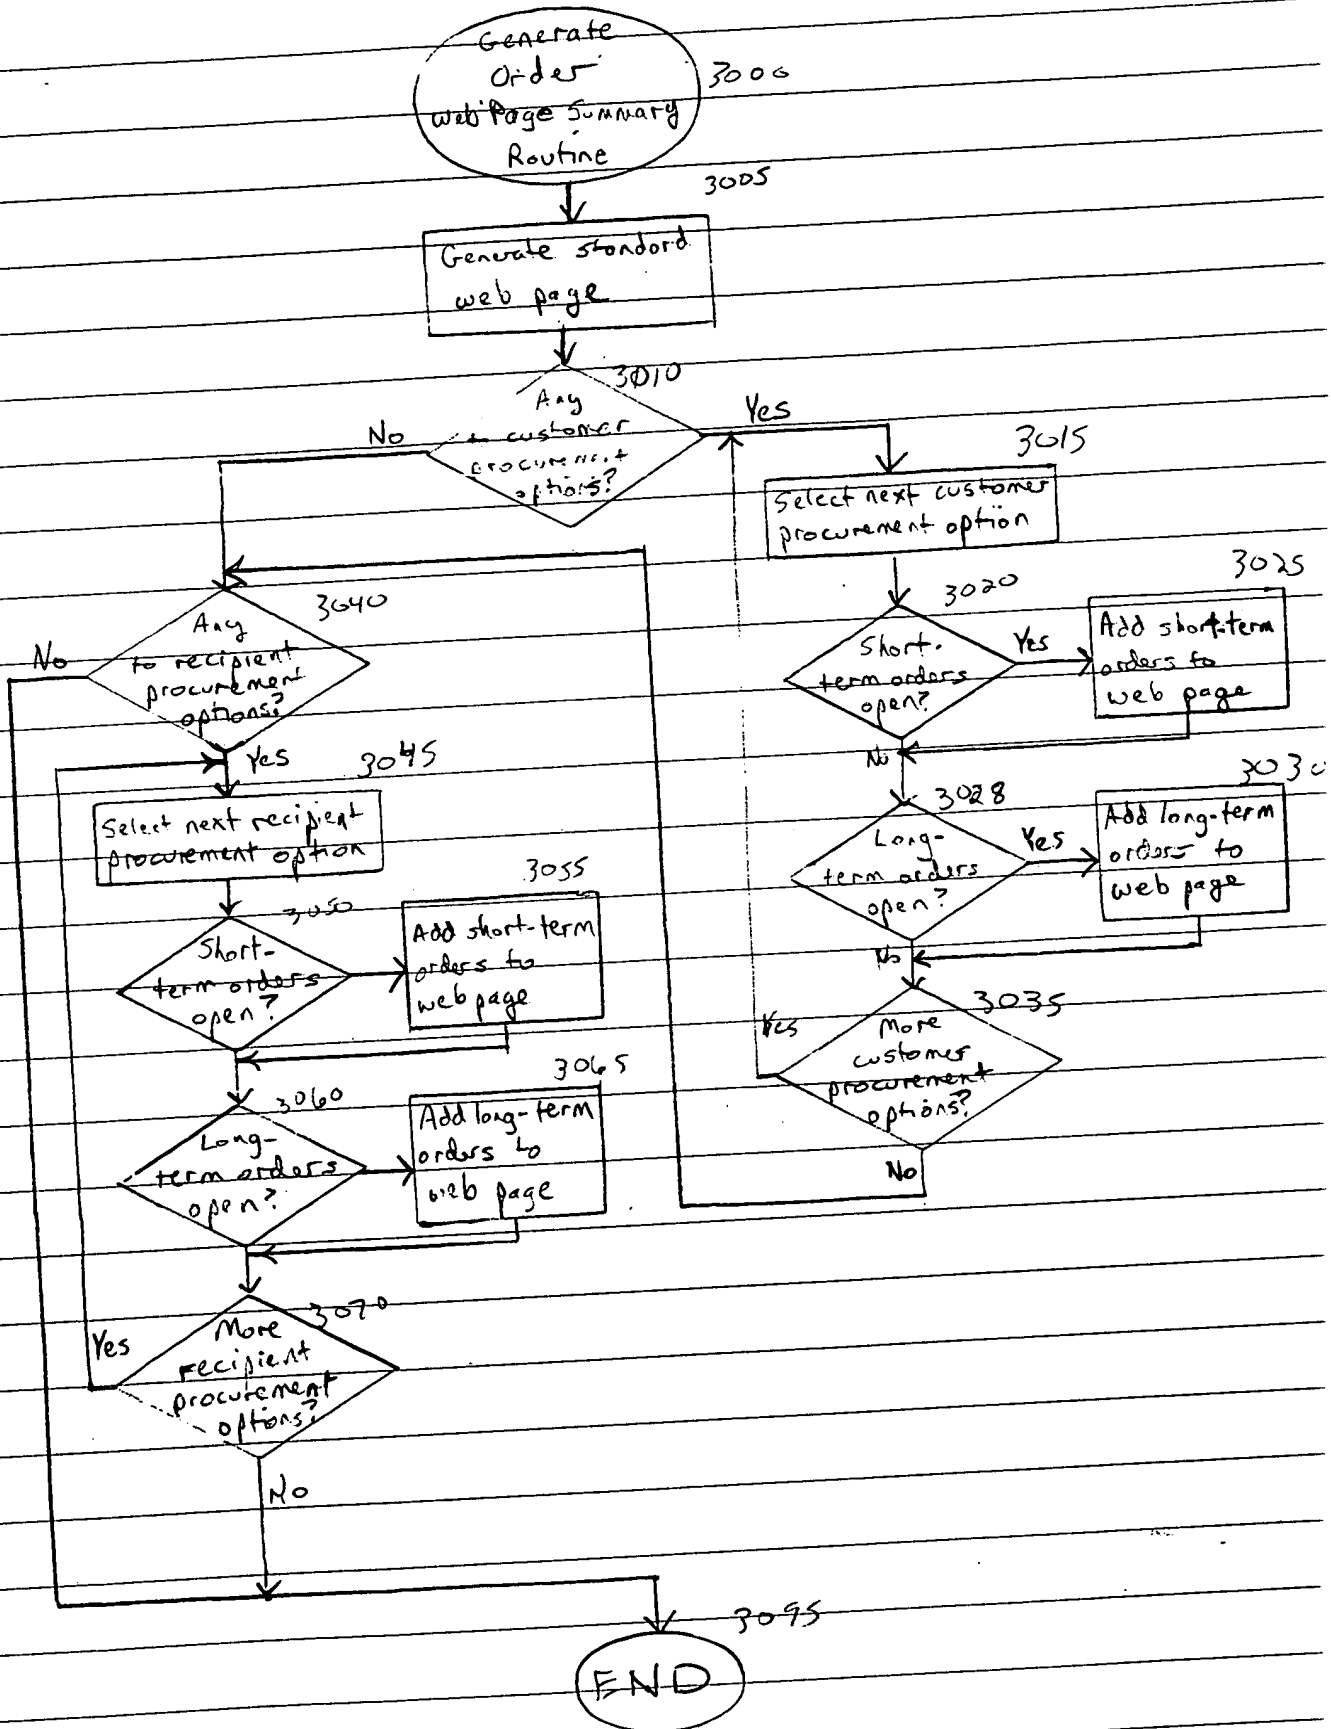 Generate
Order
Web Page Summary
Routine
3000
3005
Generate standard
web page
3010
Any
to customer
procurement
options?
No
Yes
3015
Select next customer
procurement option
3020
Short-
term orders
open?
Yes
3025
Add short-term
orders to
web page
No
3028
Long-
term orders
open?
Yes
3030
Add long-term
orders to
web page
No
3035
More
customer
procurement
options?
Yes
No
3040
Any
to recipient
procurement
options?
No
Yes
3045
Select next recipient
procurement option
3050
Short-
term orders
open?
3055
Add short-term
orders to
web page
3060
Long-
term orders
open?
3065
Add long-term
orders to
web page
3070
More
recipient
procurement
options?
Yes
No
3095
END